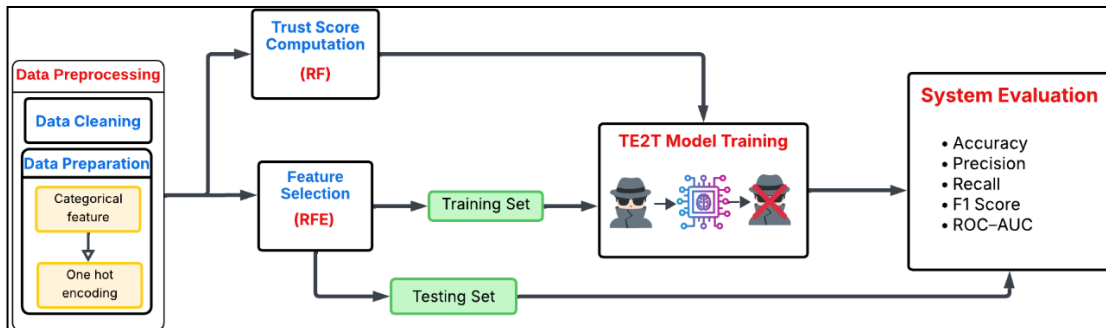 Data Preprocessing
Data Cleaning
Data Preparation
Categorical
feature
One hot
encoding
Trust Score
Computation
(RF)
Feature
Selection
(RFE)
Training Set
Testing Set
TE2T Model Training
System Evaluation
• Accuracy
• Precision
• Recall
• F1 Score
• ROC–AUC